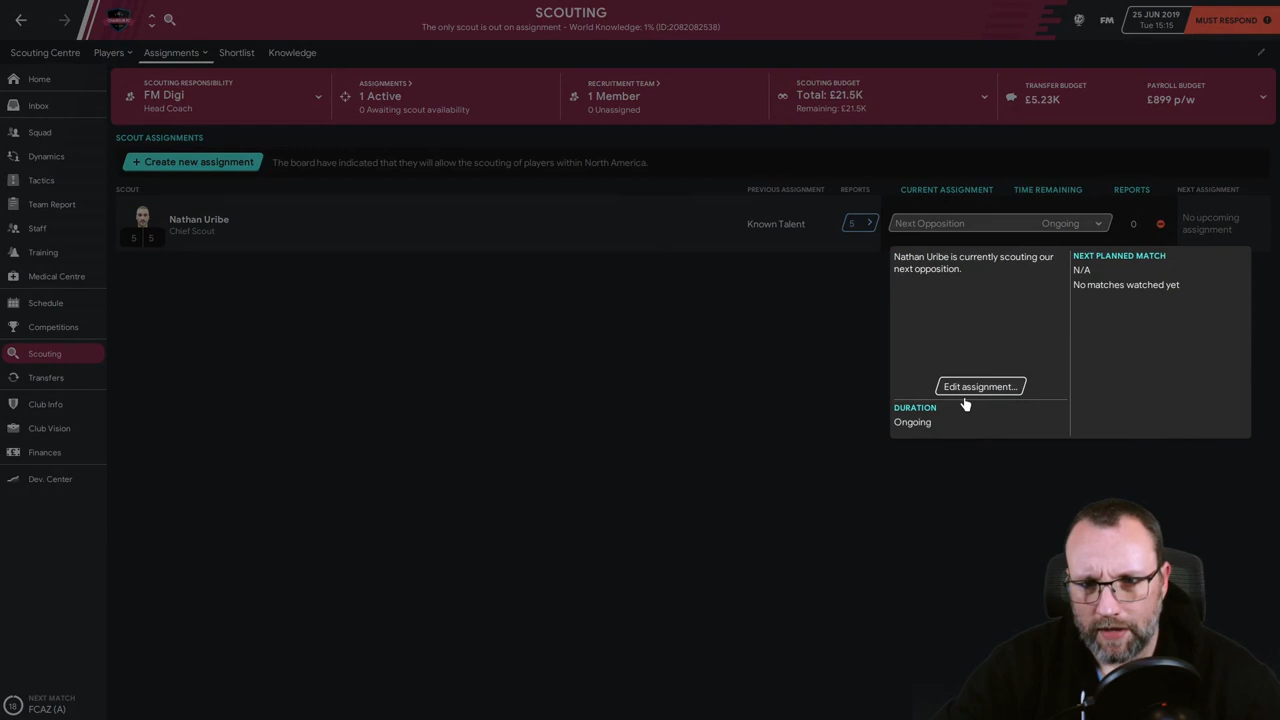 SCOUTING
The only scout is out on assignment - World Knowledge: 1% (ID:2082082538)
FM
25 JUN 2019
Tue 15:15
MUST RESPOND
Scouting Centre
Players
Assignments
Shortlist
Knowledge
Home
Inbox
Squad
Dynamics
Tactics
Team Report
Staff
Training
Medical Centre
Schedule
Competitions
Scouting
Transfers
Club Info
Club Vision
Finances
Dev. Center
NEXT MATCH
18
FCAZ (A)
SCOUTING RESPONSIBILITY
FM Digi
Head Coach
ASSIGNMENTS >
1 Active
0 Awaiting scout availability
RECRUITMENT TEAM >
1 Member
0 Unassigned
SCOUTING BUDGET
Total: £21.5K
Remaining: £21.5K
TRANSFER BUDGET
£5.23K
PAYROLL BUDGET
£899 p/w
SCOUT ASSIGNMENTS
+ Create new assignment
The board have indicated that they will allow the scouting of players within North America.
SCOUT
PREVIOUS ASSIGNMENT
REPORTS
CURRENT ASSIGNMENT
TIME REMAINING
REPORTS
NEXT ASSIGNMENT
Nathan Uribe
Chief Scout
5 5
Known Talent
5 >
Next Opposition
Ongoing
0
No upcoming
assignment
Nathan Uribe is currently scouting our
next opposition.
Edit assignment...
DURATION
Ongoing
NEXT PLANNED MATCH
N/A
No matches watched yet